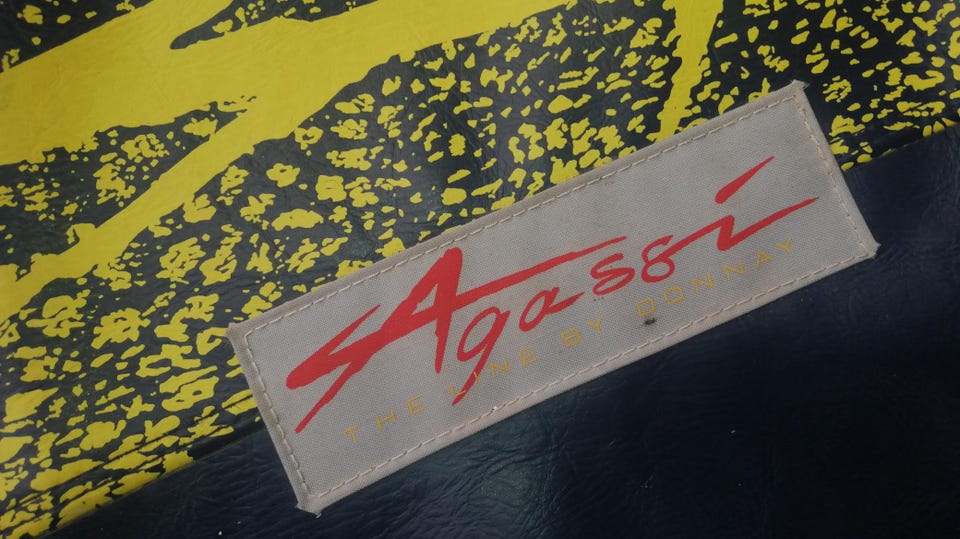 Agassi
THE LINE BY DONNAY